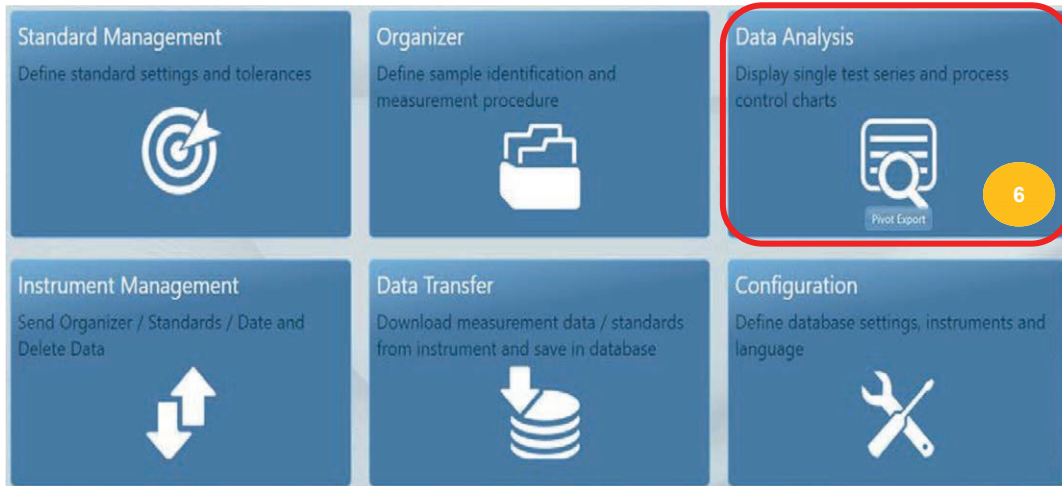 Standard Management
Define standard settings and tolerances
Organizer
Define sample identification and
measurement procedure
Data Analysis
Display single test series and process
control charts
Pivot Export
6
Instrument Management
Send Organizer / Standards / Date and
Delete Data
Data Transfer
Download measurement data / standards
from instrument and save in database
Configuration
Define database settings, instruments and
language